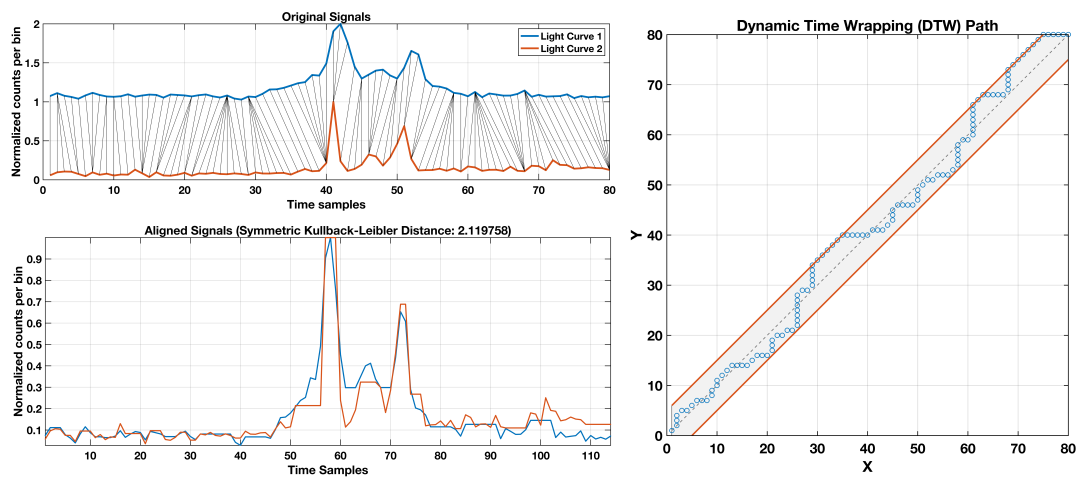 Original Signals
Normalized counts per bin
2
1.5
1
0.5
0
Light Curve 1
Light Curve 2
0 10 20 30 40 50 60 70 80
Time samples
Aligned Signals (Symmetric Kullback-Leibler Distance: 2.119758)
Normalized counts per bin
0.9
0.8
0.7
0.6
0.5
0.4
0.3
0.2
0.1
10 20 30 40 50 60 70 80 90 100 110
Time Samples
Dynamic Time Wrapping (DTW) Path
Y
80
70
60
50
40
30
20
10
0
0 10 20 30 40 50 60 70 80
X